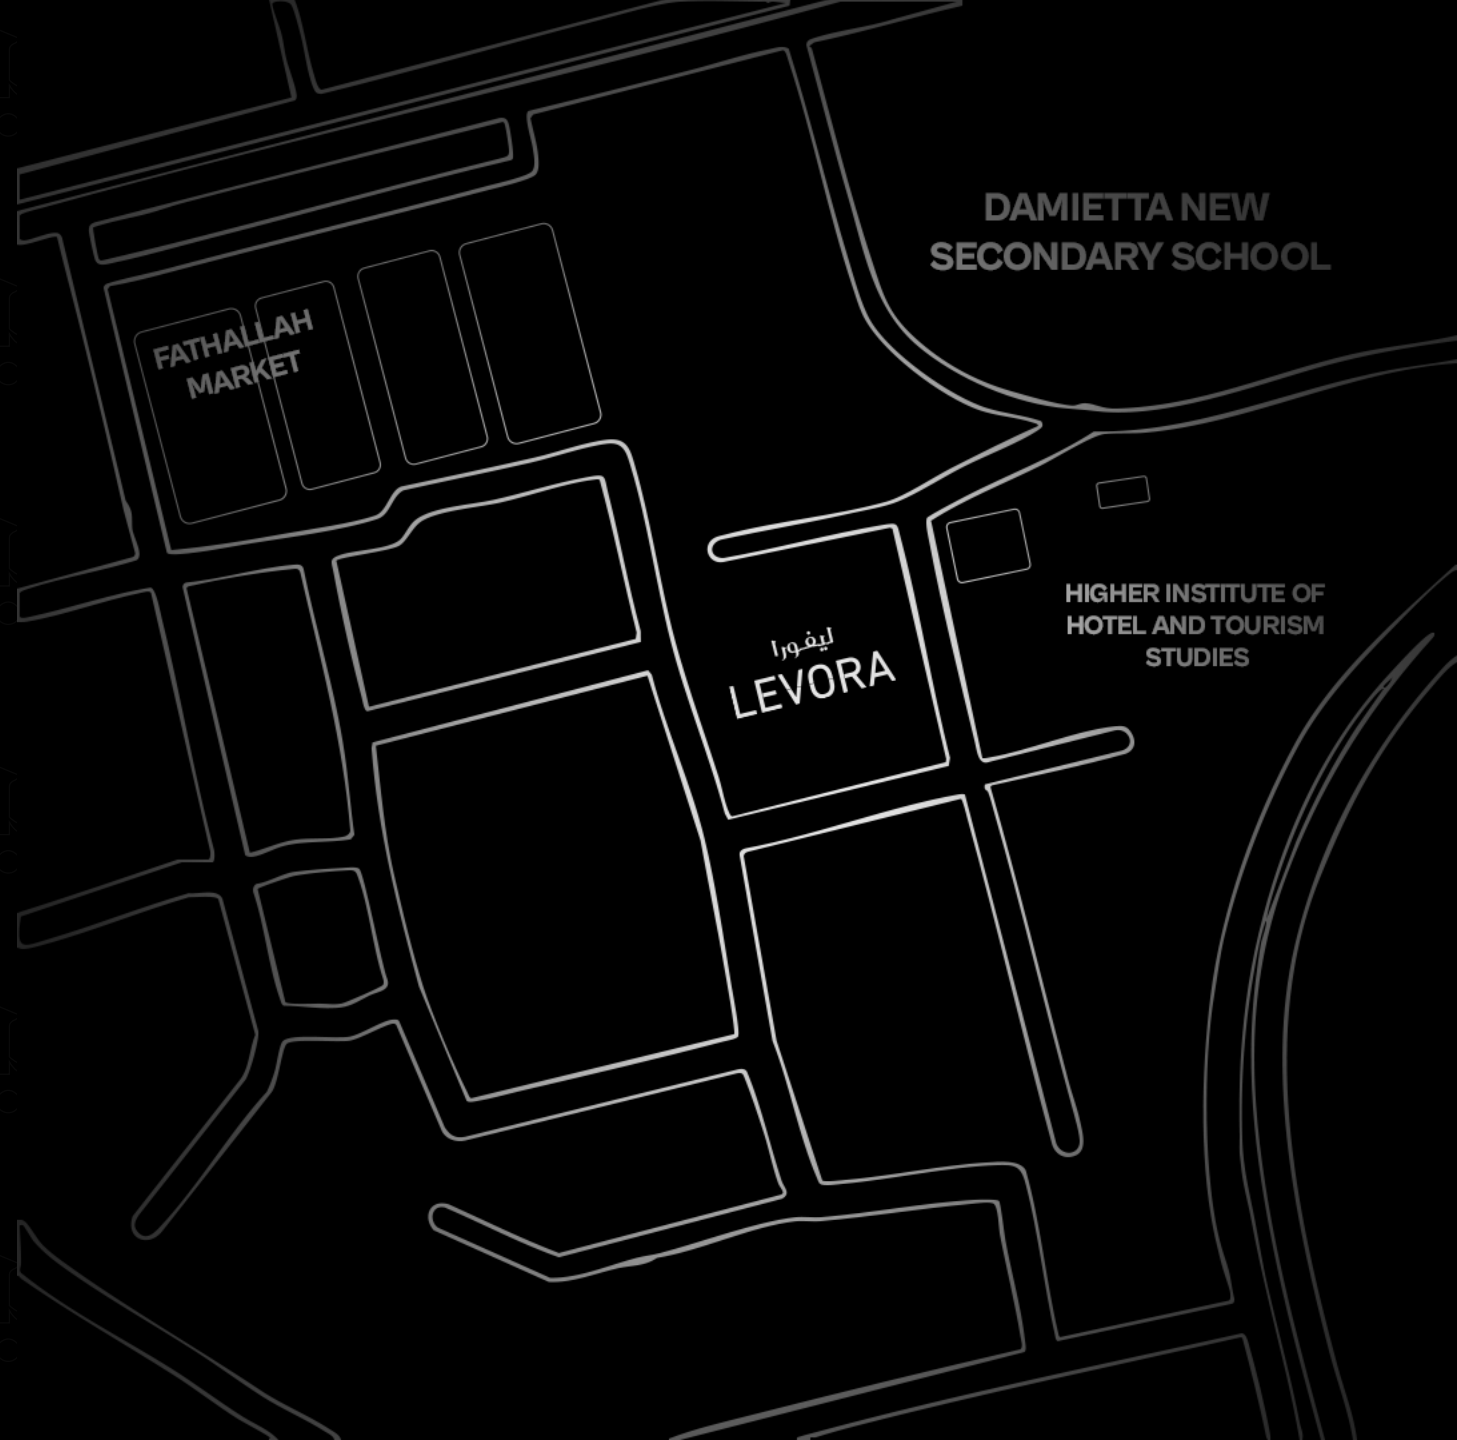 DAMIETTA NEW
SECONDARY SCHOOL
FATHALLAH
MARKET
HIGHER INSTITUTE OF
HOTEL AND TOURISM
STUDIES
ليفورا
LEVORA